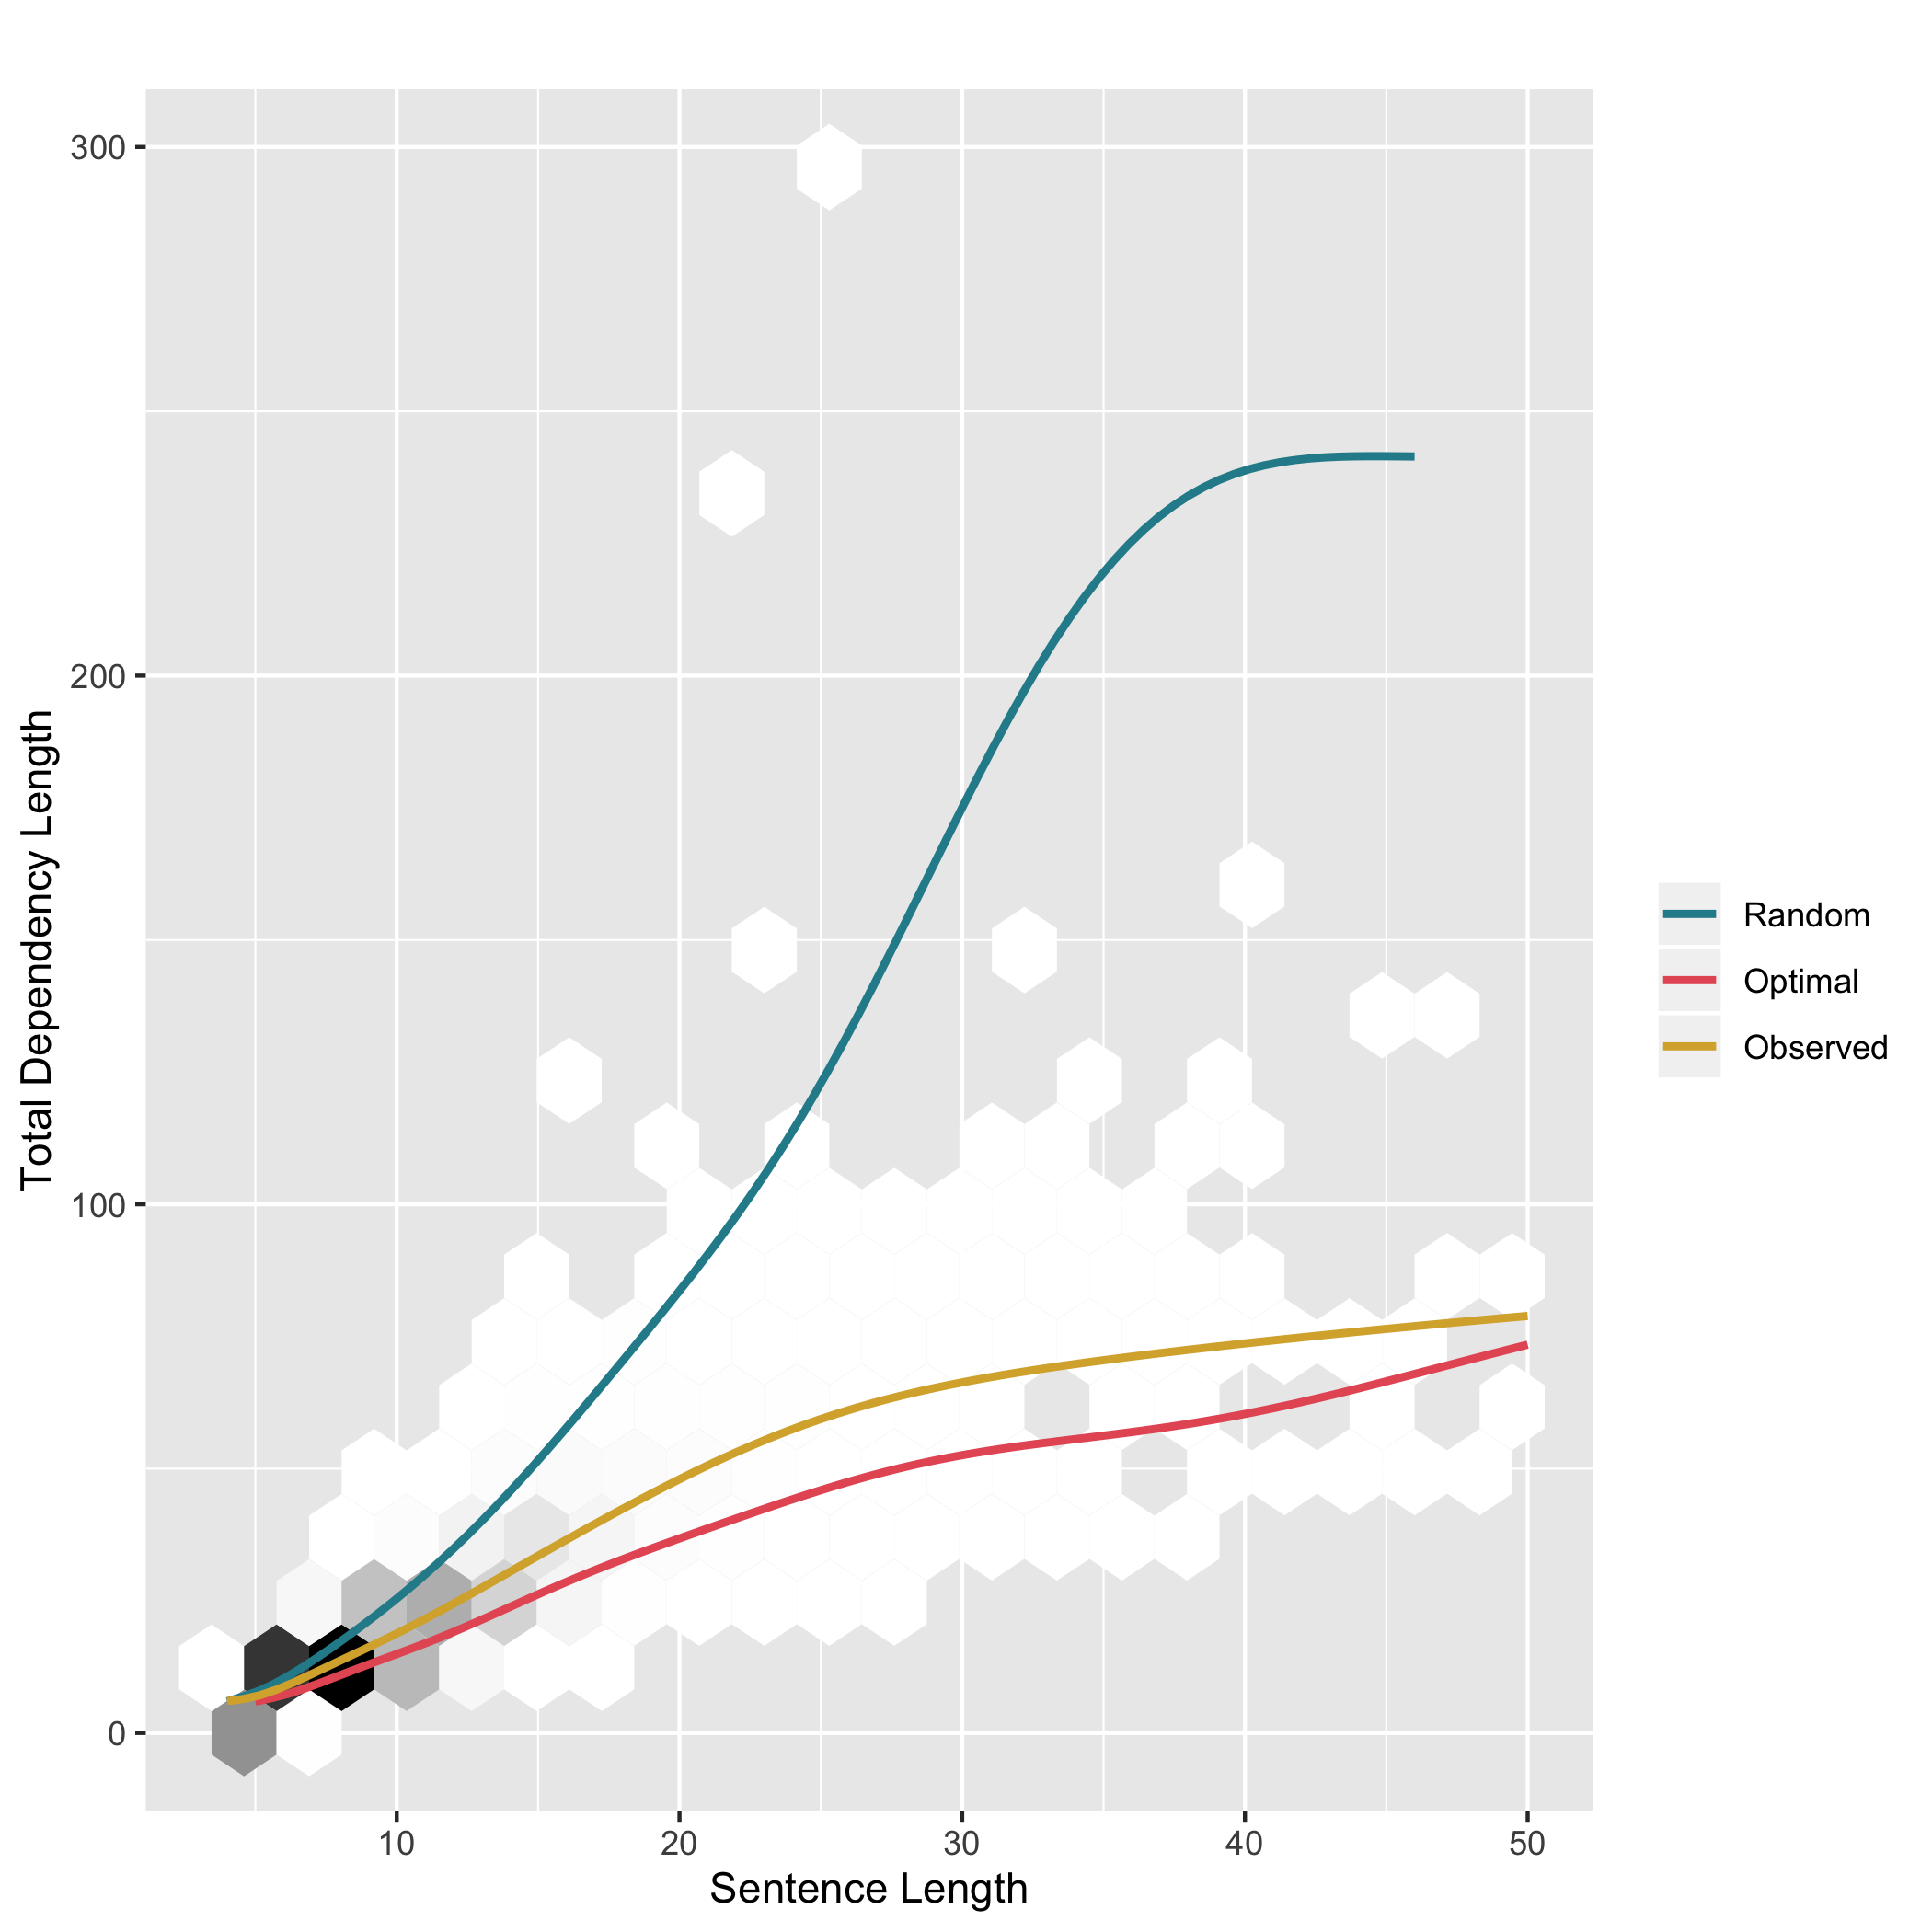 300
200
100
0
Total Dependency Length
10 20 30 40 50
Sentence Length
Random
Optimal
Observed